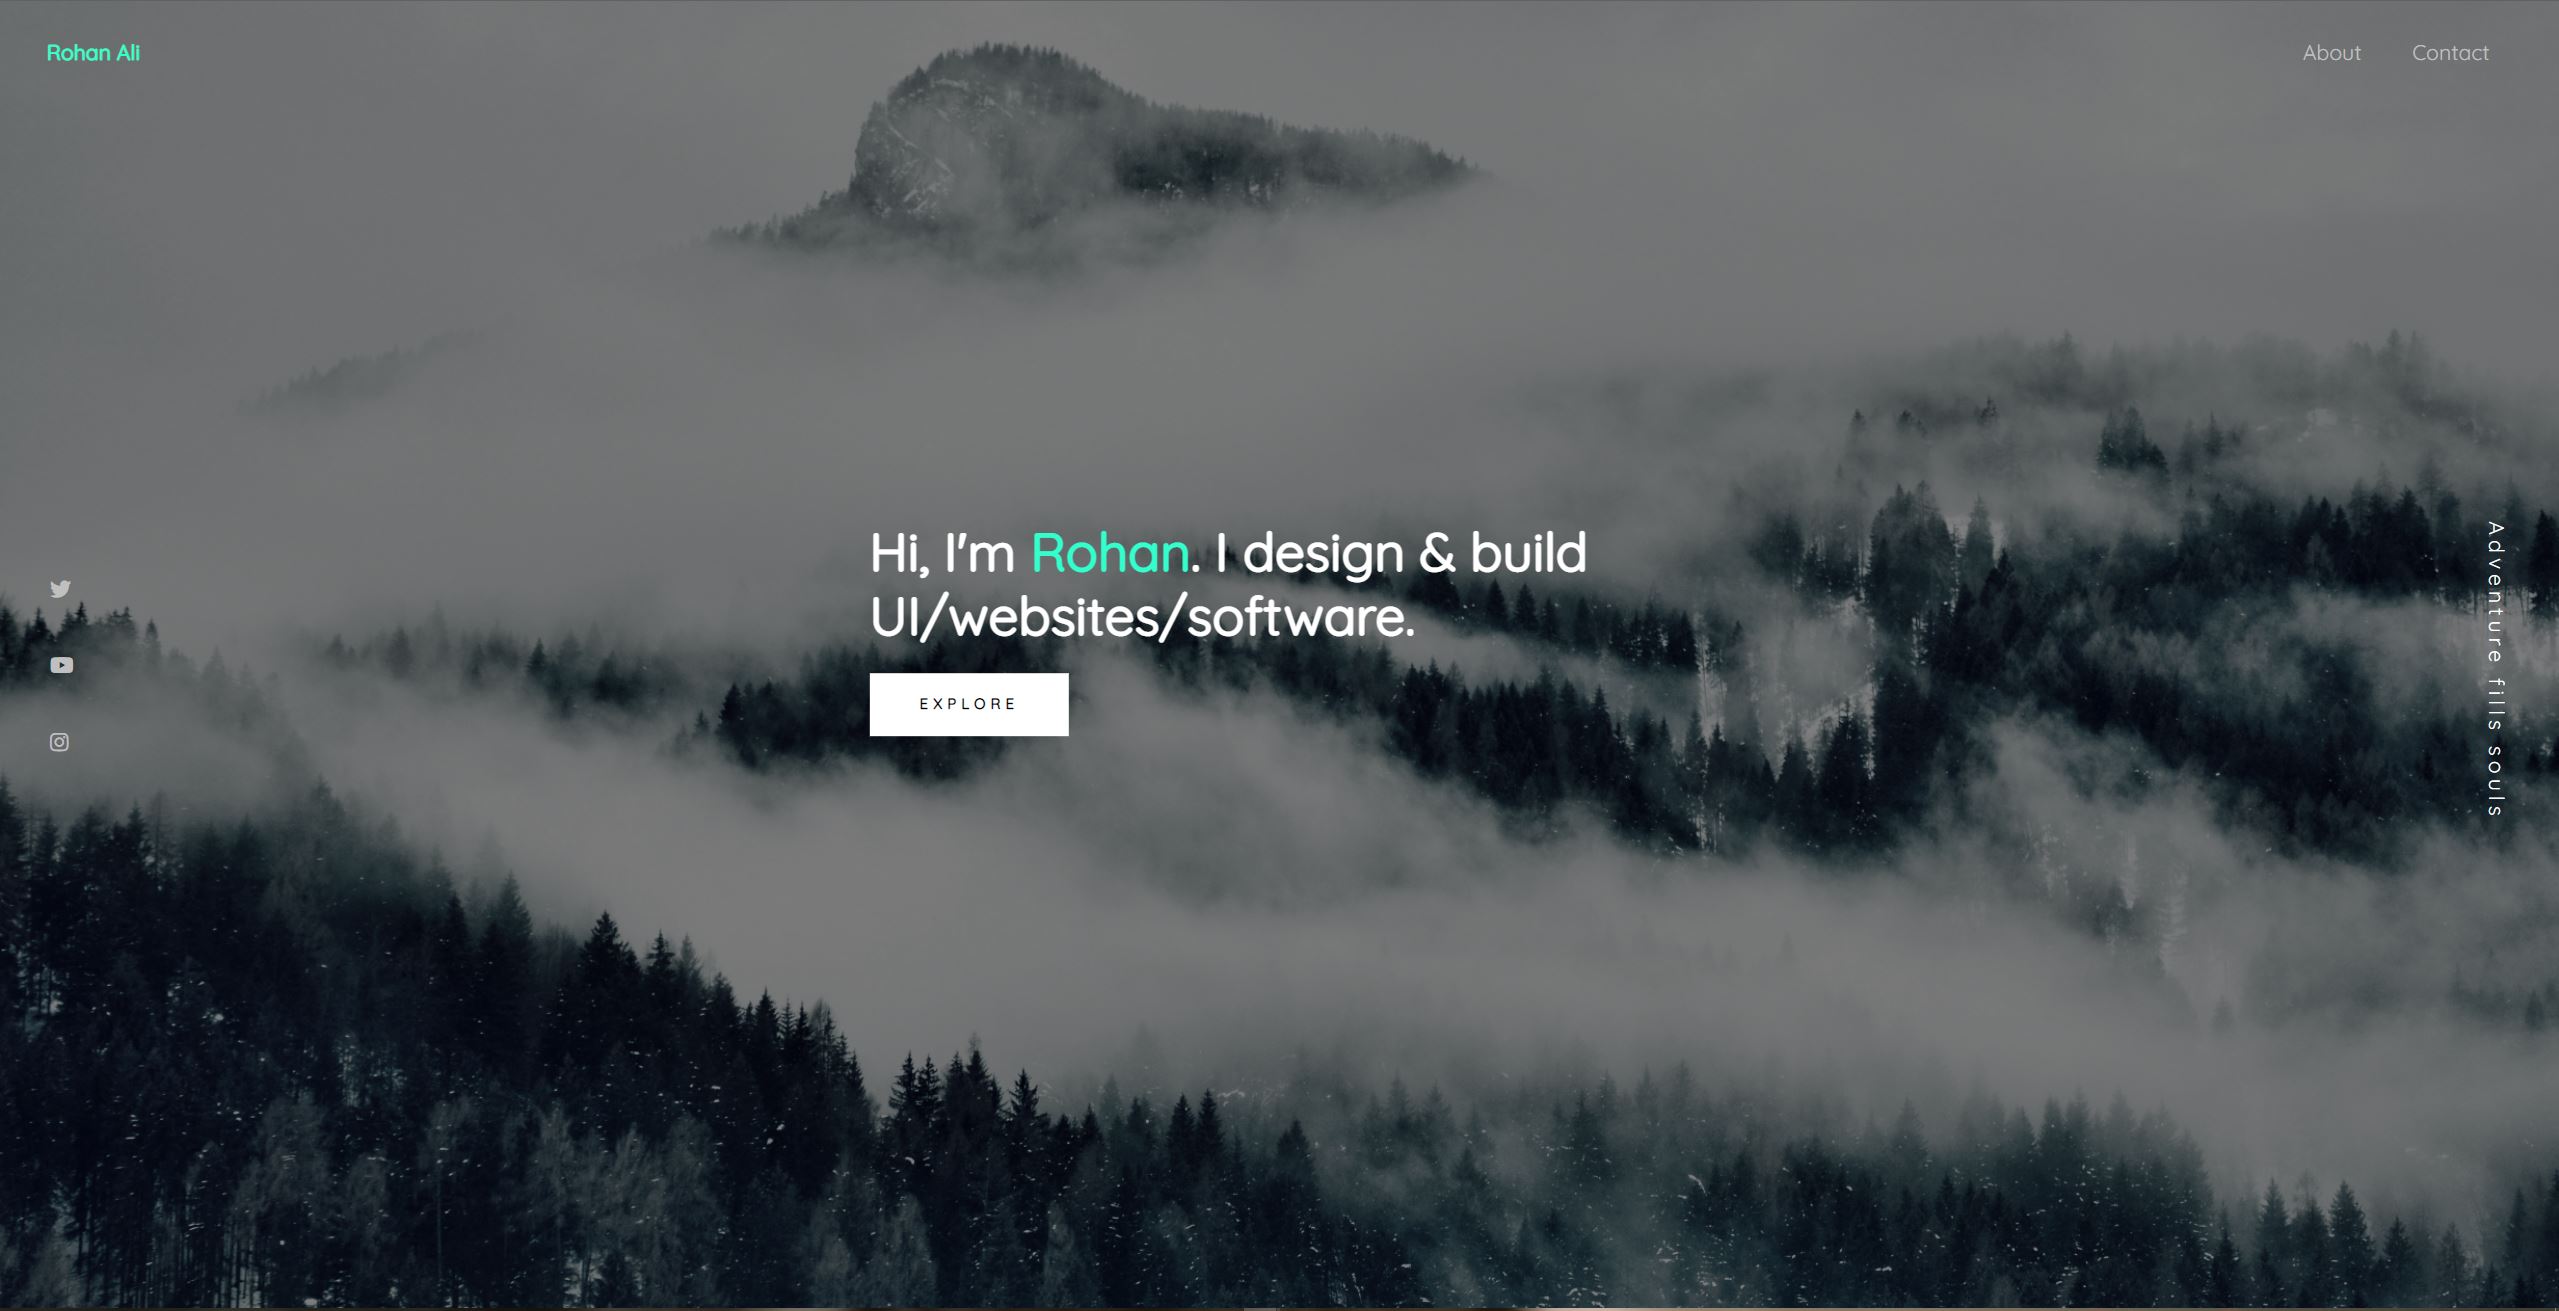 Rohan Ali
About
Contact
Hi, I'm Rohan. I design & build
UI/websites/software.
EXPLORE
Adventure fills souls